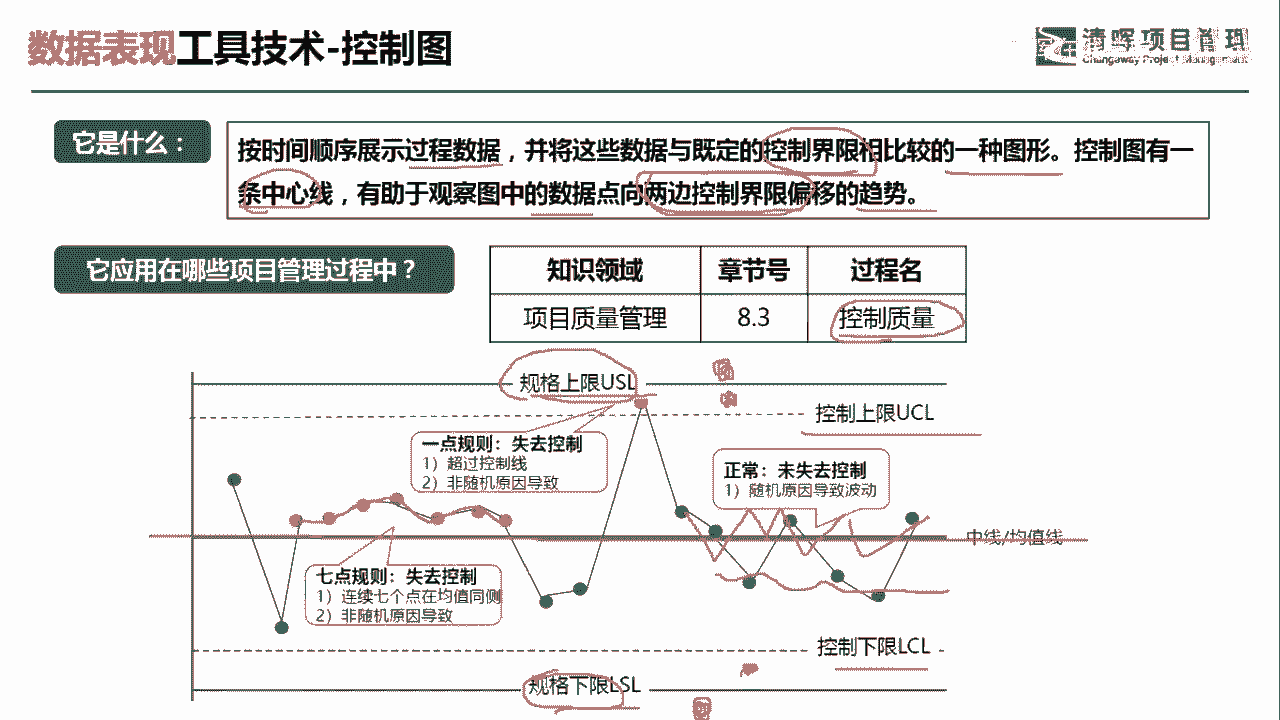 数据表现工具技术-控制图
清晖项目管理
Changeway Project Management
它是什么：
按时间顺序展示过程数据，并将这些数据与既定的控制界限相比较的一种图形。控制图有一
条中心线，有助于观察图中的数据点向两边控制界限偏移的趋势。
它应用在哪些项目管理过程中？
知识领域 章节号 过程名
项目质量管理 8.3 控制质量
规格上限USL
控制上限UCL
一点规则：失去控制
1）超过控制线
2）非随机原因导致
正常：未失去控制
1）随机原因导致波动
中线/均值线
七点规则：失去控制
1）连续七个点在均值同侧
2）非随机原因导致
控制下限LCL
规格下限LSL